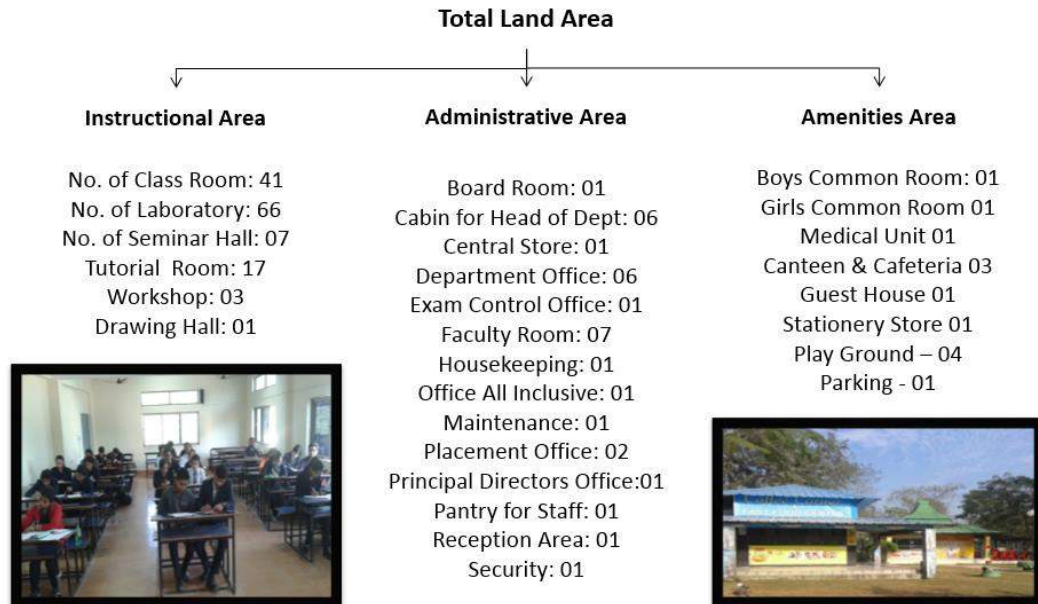 Total Land Area
Instructional Area
No. of Class Room: 41
No. of Laboratory: 66
No. of Seminar Hall: 07
Tutorial Room: 17
Workshop: 03
Drawing Hall: 01
Administrative Area
Board Room: 01
Cabin for Head of Dept: 06
Central Store: 01
Department Office: 06
Exam Control Office: 01
Faculty Room: 07
Housekeeping: 01
Office All Inclusive: 01
Maintenance: 01
Placement Office: 02
Principal Directors Office:01
Pantry for Staff: 01
Reception Area: 01
Security: 01
Amenities Area
Boys Common Room: 01
Girls Common Room 01
Medical Unit 01
Canteen & Cafeteria 03
Guest House 01
Stationery Store 01
Play Ground – 04
Parking - 01